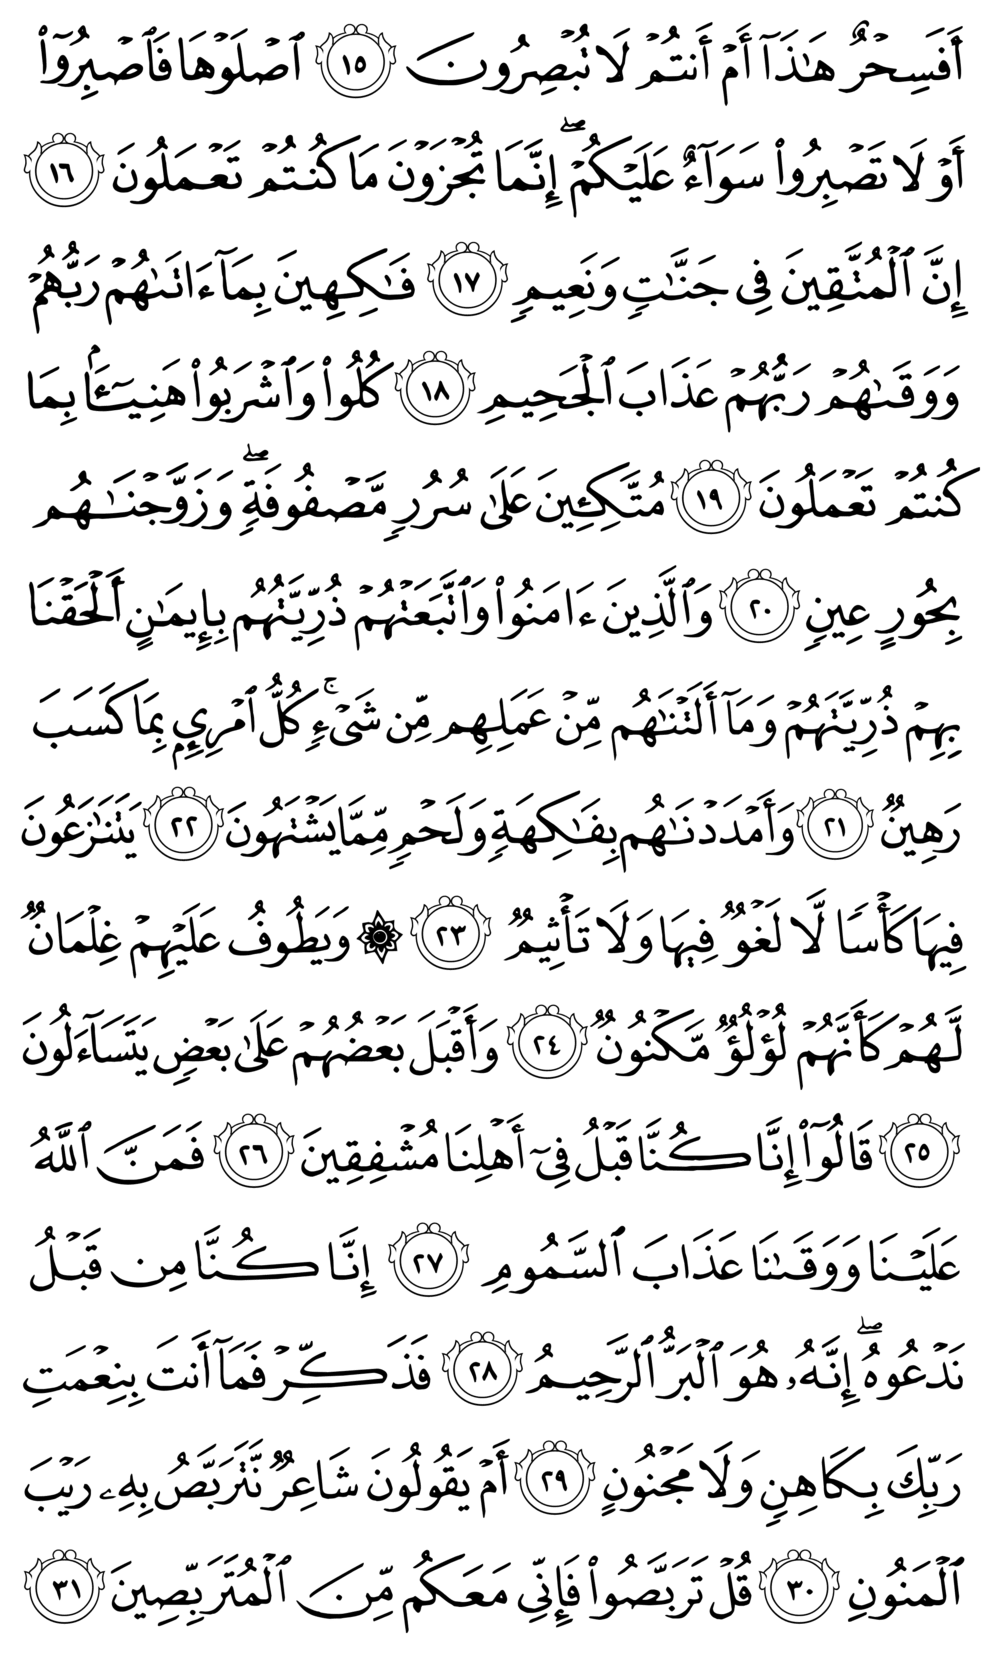 أَفَسِحْرٌ هَٰذَآ أَمْ أَنتُمْ لَا تُبْصِرُونَ ١٥ ٱصْلَوْهَا فَٱصْبِرُوٓا۟
أَوْ لَا تَصْبِرُوا۟ سَوَآءٌ عَلَيْكُمْ ۖ إِنَّمَا تُجْزَوْنَ مَا كُنتُمْ تَعْمَلُونَ ١٦
إِنَّ ٱلْمُتَّقِينَ فِى جَنَّٰتٍ وَنَعِيمٍ ١٧ فَٰكِهِينَ بِمَآ ءَاتَىٰهُمْ رَبُّهُمْ
وَوَقَىٰهُمْ رَبُّهُمْ عَذَابَ ٱلْجَحِيمِ ١٨ كُلُوا۟ وَٱشْرَبُوا۟ هَنِيٓـَٔۢا بِمَا
كُنتُمْ تَعْمَلُونَ ١٩ مُتَّكِـِٔينَ عَلَىٰ سُرُرٍ مَّصْفُوفَةٍ ۖ وَزَوَّجْنَٰهُم
بِحُورٍ عِينٍ ٢٠ وَٱلَّذِينَ ءَامَنُوا۟ وَٱتَّبَعَتْهُمْ ذُرِّيَّتُهُم بِإِيمَٰنٍ أَلْحَقْنَا
بِهِمْ ذُرِّيَّتَهُمْ وَمَآ أَلَتْنَٰهُم مِّنْ عَمَلِهِم مِّن شَىْءٍ ۚ كُلُّ ٱمْرِئٍۭ بِمَا كَسَبَ
رَهِينٌ ٢١ وَأَمْدَدْنَٰهُم بِفَٰكِهَةٍ وَلَحْمٍ مِّمَّا يَشْتَهُونَ ٢٢ يَتَنَٰزَعُونَ
فِيهَا كَأْسًا لَّا لَغْوٌ فِيهَا وَلَا تَأْثِيمٌ ٢٣ ۞ وَيَطُوفُ عَلَيْهِمْ غِلْمَانٌ
لَّهُمْ كَأَنَّهُمْ لُؤْلُؤٌ مَّكْنُونٌ ٢٤ وَأَقْبَلَ بَعْضُهُمْ عَلَىٰ بَعْضٍ يَتَسَآءَلُونَ
٢٥ قَالُوٓا۟ إِنَّا كُنَّا قَبْلُ فِىٓ أَهْلِنَا مُشْفِقِينَ ٢٦ فَمَنَّ ٱللَّهُ
عَلَيْنَا وَوَقَىٰنَا عَذَابَ ٱلسَّمُومِ ٢٧ إِنَّا كُنَّا مِن قَبْلُ
نَدْعُوهُ ۖ إِنَّهُۥ هُوَ ٱلْبَرُّ ٱلرَّحِيمُ ٢٨ فَذَكِّرْ فَمَآ أَنتَ بِنِعْمَتِ
رَبِّكَ بِكَاهِنٍ وَلَا مَجْنُونٍ ٢٩ أَمْ يَقُولُونَ شَاعِرٌ نَّتَرَبَّصُ بِهِۦ رَيْبَ
ٱلْمَنُونِ ٣٠ قُلْ تَرَبَّصُوا۟ فَإِنِّى مَعَكُم مِّنَ ٱلْمُتَرَبِّصِينَ ٣١